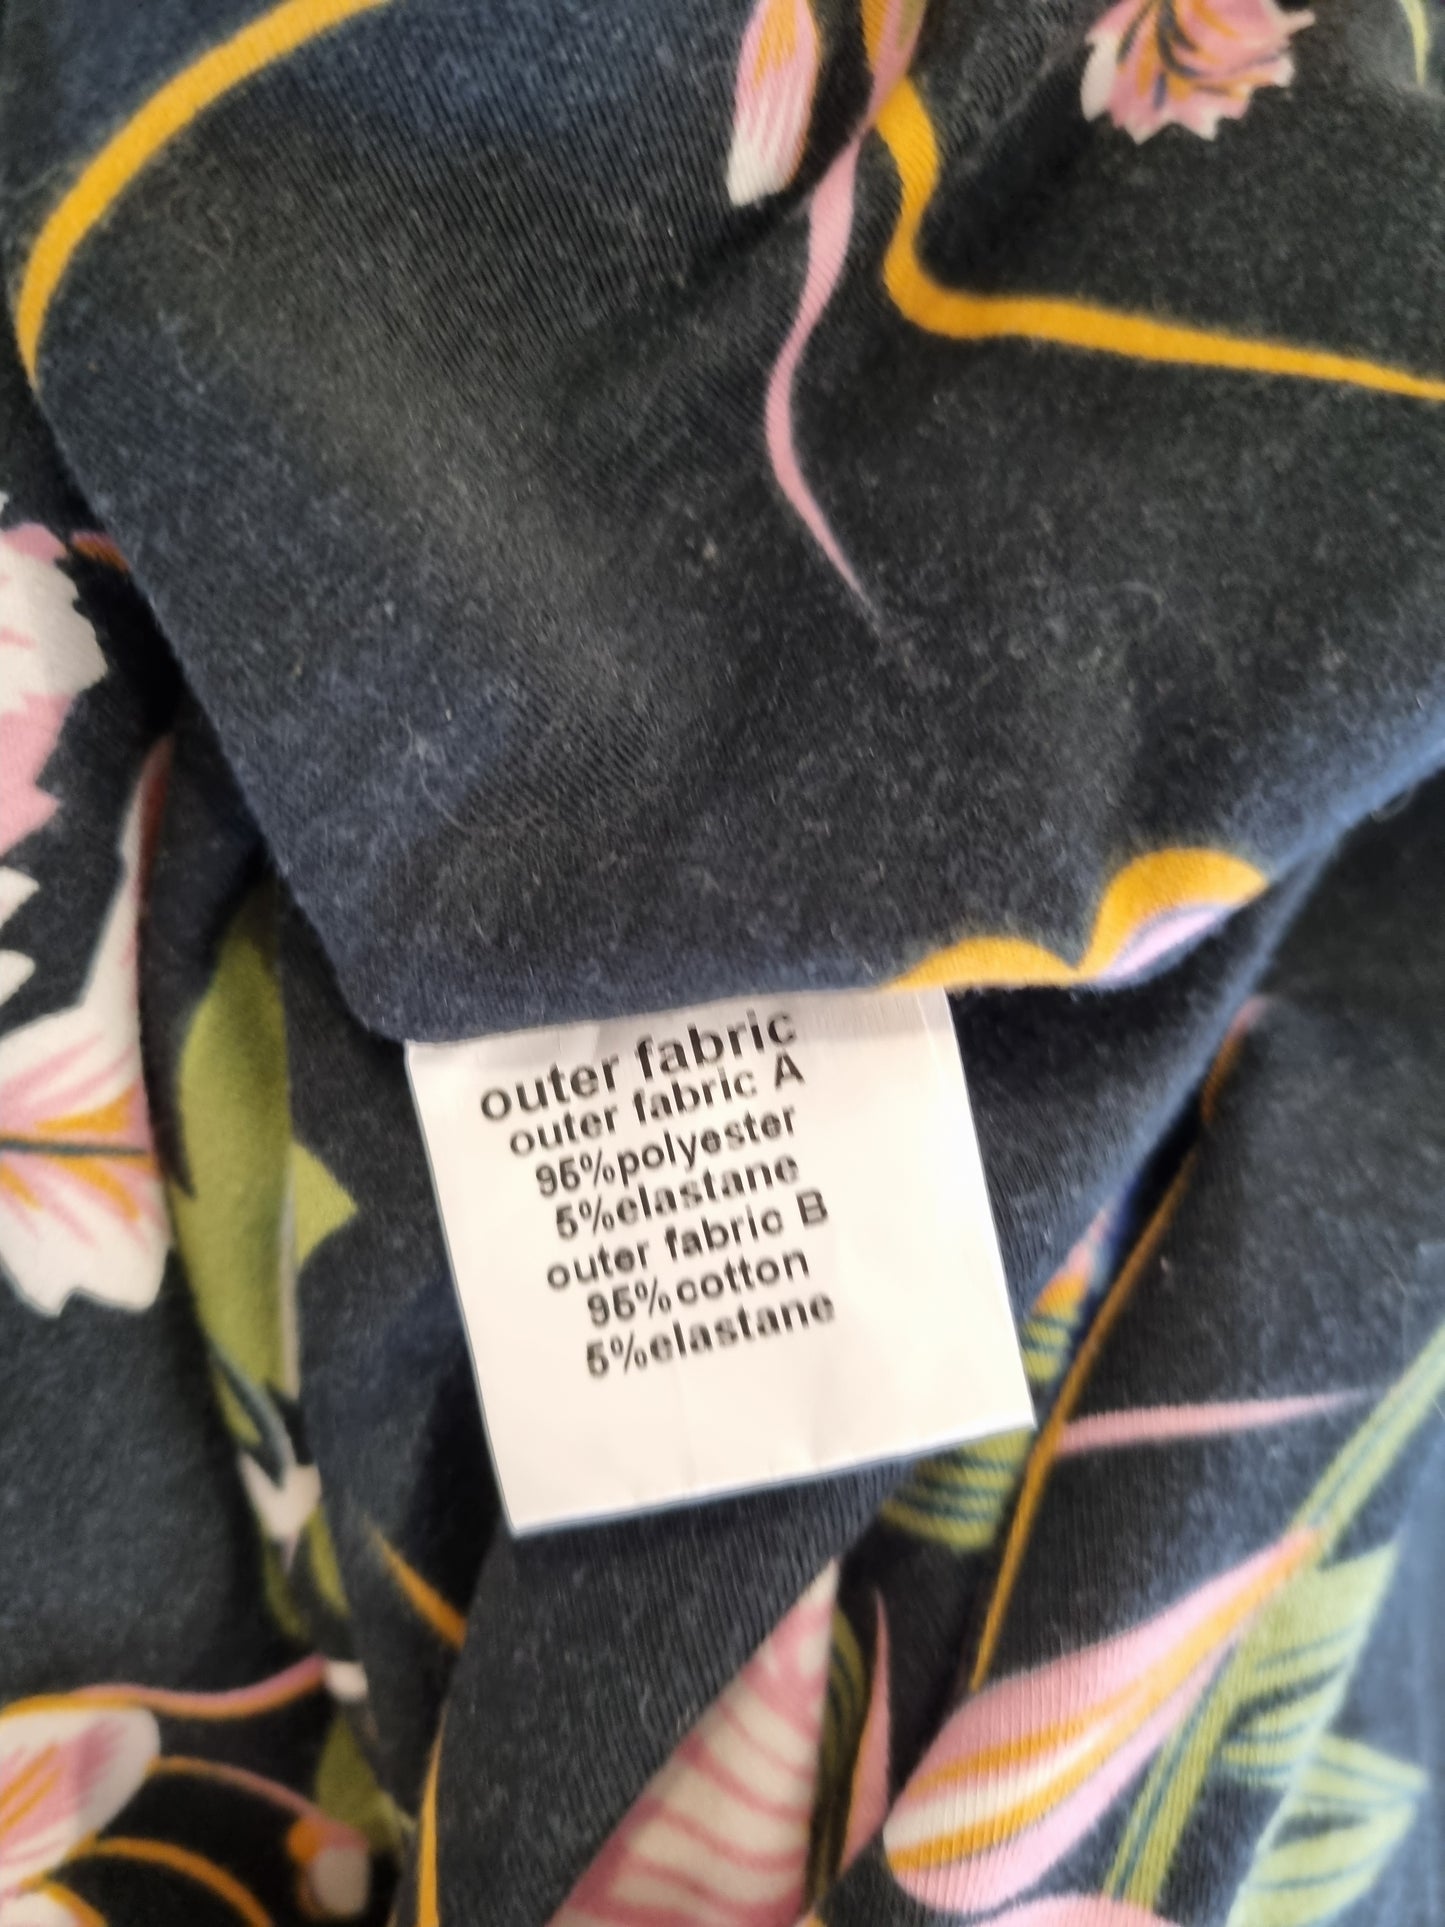 outer fabric
outer fabric A
95%polyester
5%elastane
outer fabric B
95%cotton
5%elastane